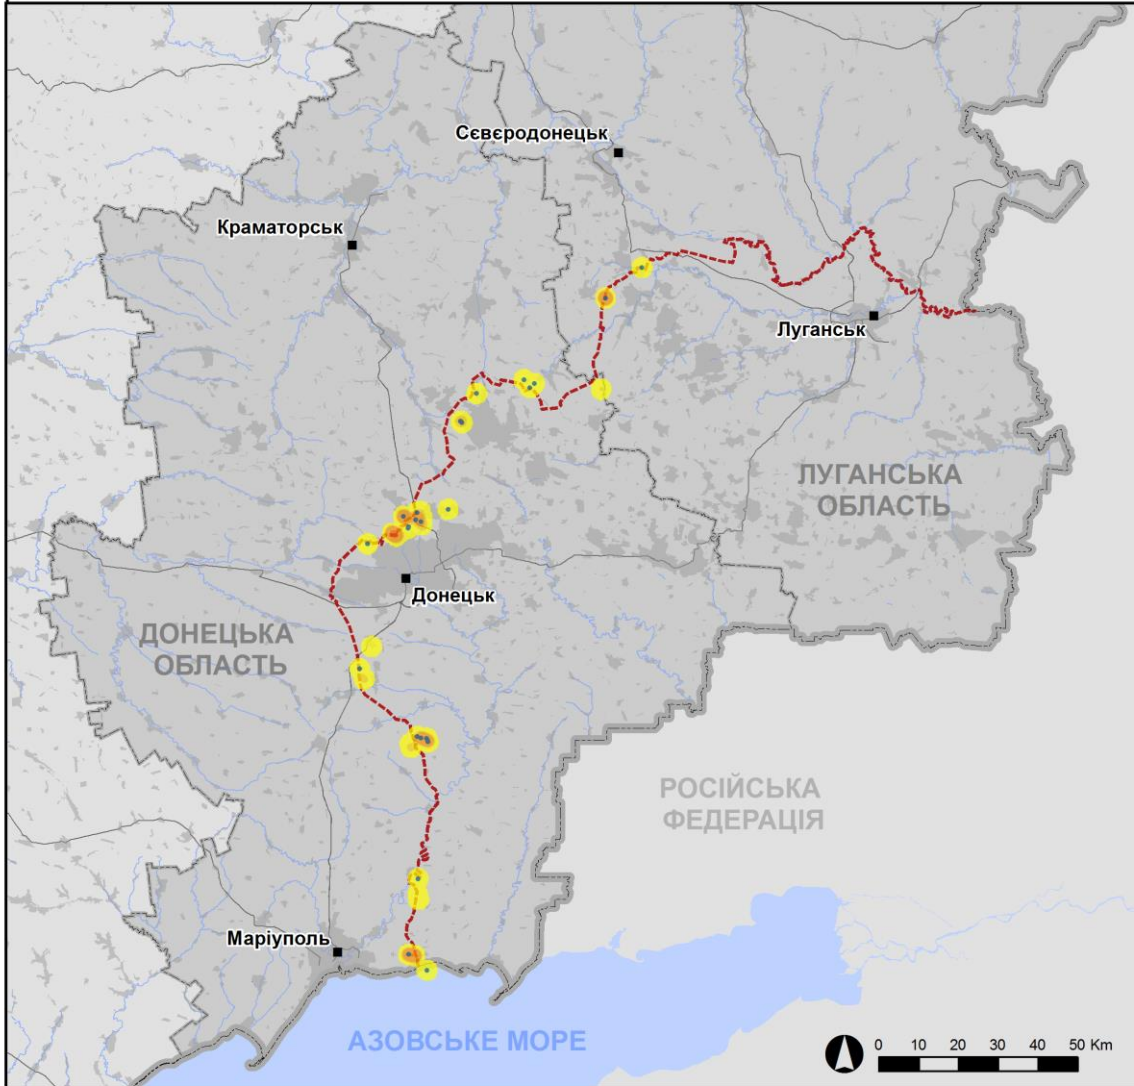 Сєвєродонецьк
Краматорськ
Луганськ
ЛУГАНСЬКА
ОБЛАСТЬ
Донецьк
ДОНЕЦЬКА
ОБЛАСТЬ
РОСІЙСЬКА
ФЕДЕРАЦІЯ
Маріуполь
АЗОВСЬКЕ МОРЕ
0 10 20 30 40 50 Km